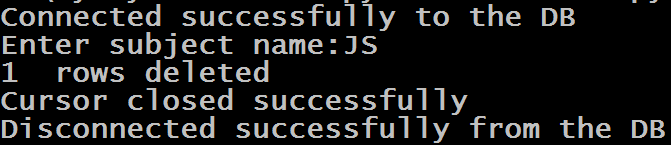 Connected successfully to the DB
Enter subject name:JS
1  rows deleted
Cursor closed successfully
Disconnected successfully from the DB